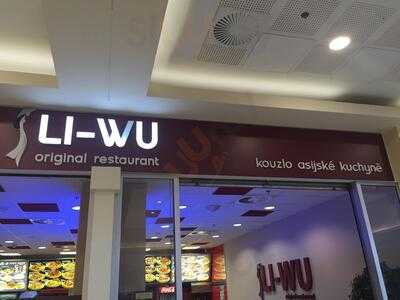 LI-WU
original restaurant
kouzlo asijské kuchyně
LI-WU